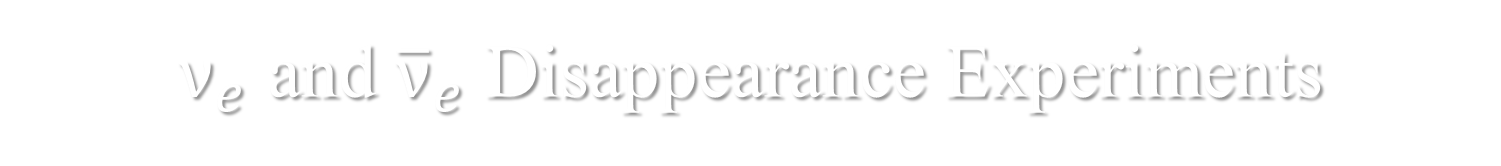 νₑ and ν̅ₑ Disappearance Experiments